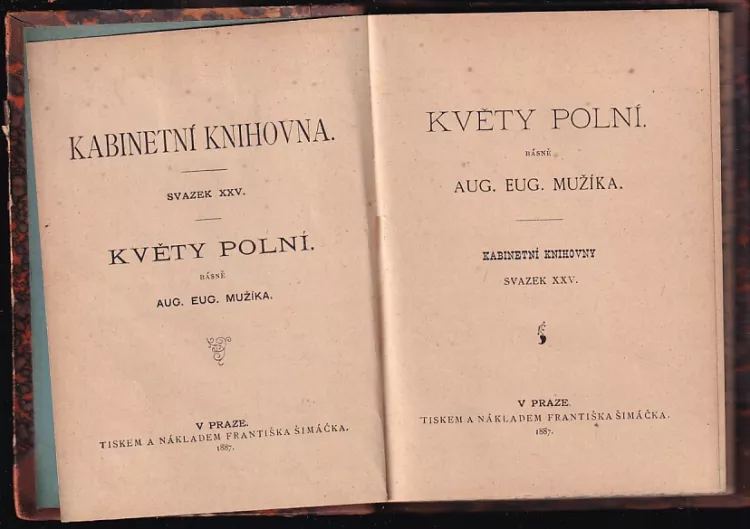 KABINETNÍ KNIHOVNA.
SVAZEK XXV.
KVĚTY POLNÍ.
BÁSNĚ
AUG. EUG. MUŽÍKA.
V PRAZE.
TISKEM A NÁKLADEM FRANTIŠKA ŠIMÁČKA.
1887.
KVĚTY POLNÍ.
BÁSNĚ
AUG. EUG. MUŽÍKA.
KABINETNÍ KNIHOVNY
SVAZEK XXV.
V PRAZE.
TISKEM A NÁKLADEM FRANTIŠKA ŠIMÁČKA.
1887.